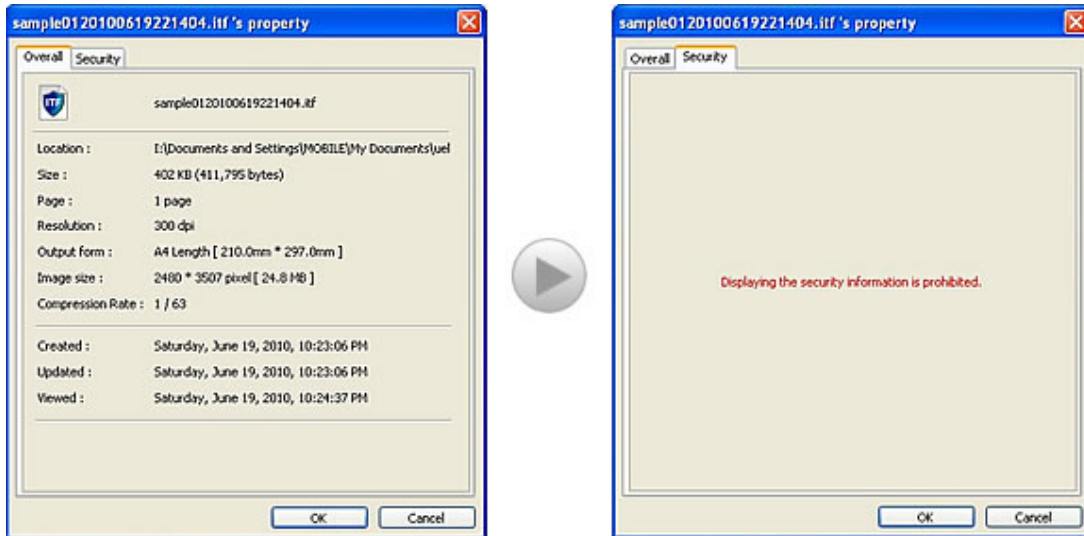 sample0120100619221404.itf 's property
Overall Security
ITF
sample0120100619221404.itf
Location : I:\Documents and Settings\MOBILE\My Documents\uel
Size : 402 KB (411,795 bytes)
Page : 1 page
Resolution : 300 dpi
Output form : A4 Length [ 210.0mm * 297.0mm ]
Image size : 2480 * 3507 pixel [ 24.8 MB ]
Compression Rate : 1 / 63
Created : Saturday, June 19, 2010, 10:23:06 PM
Updated : Saturday, June 19, 2010, 10:23:06 PM
Viewed : Saturday, June 19, 2010, 10:24:37 PM
OK Cancel
sample0120100619221404.itf 's property
Overall Security
Displaying the security information is prohibited.
OK Cancel